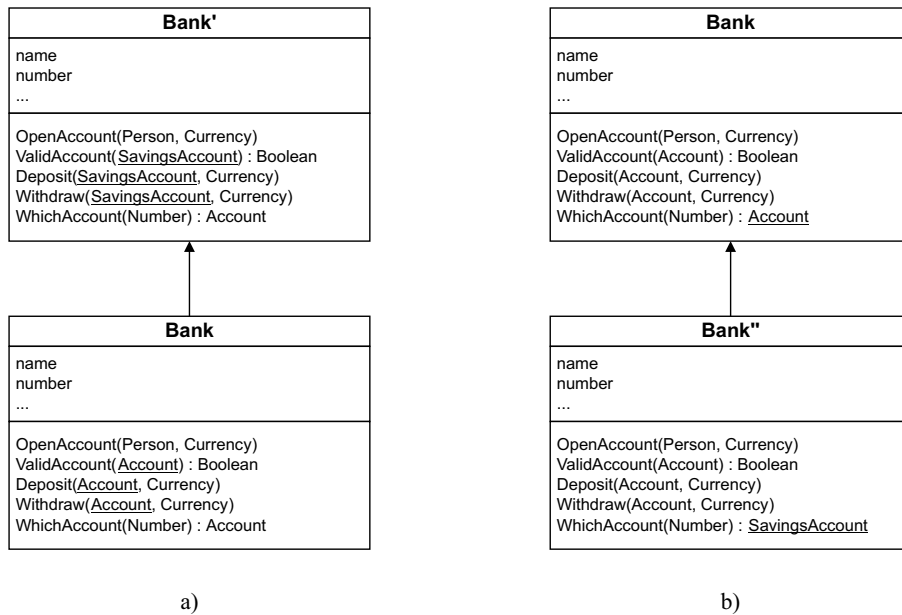 Bank'
name
number
...
OpenAccount(Person, Currency)
ValidAccount(SavingsAccount) : Boolean
Deposit(SavingsAccount, Currency)
Withdraw(SavingsAccount, Currency)
WhichAccount(Number) : Account
Bank
name
number
...
OpenAccount(Person, Currency)
ValidAccount(Account) : Boolean
Deposit(Account, Currency)
Withdraw(Account, Currency)
WhichAccount(Number) : Account
a)
Bank
name
number
...
OpenAccount(Person, Currency)
ValidAccount(Account) : Boolean
Deposit(Account, Currency)
Withdraw(Account, Currency)
WhichAccount(Number) : Account
Bank"
name
number
...
OpenAccount(Person, Currency)
ValidAccount(Account) : Boolean
Deposit(Account, Currency)
Withdraw(Account, Currency)
WhichAccount(Number) : SavingsAccount
b)